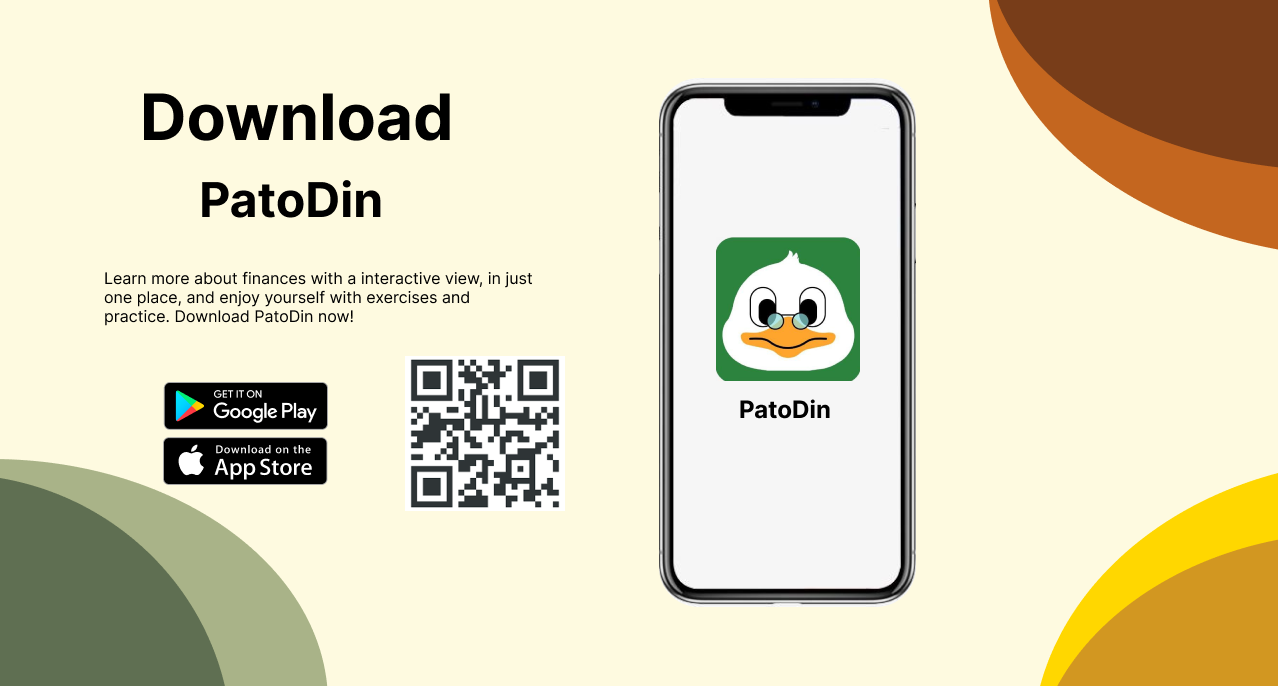 Download
PatoDin
Learn more about finances with a interactive view, in just
one place, and enjoy yourself with exercises and
practice. Download PatoDin now!
GET IT ON
Google Play
Download on the
App Store
PatoDin